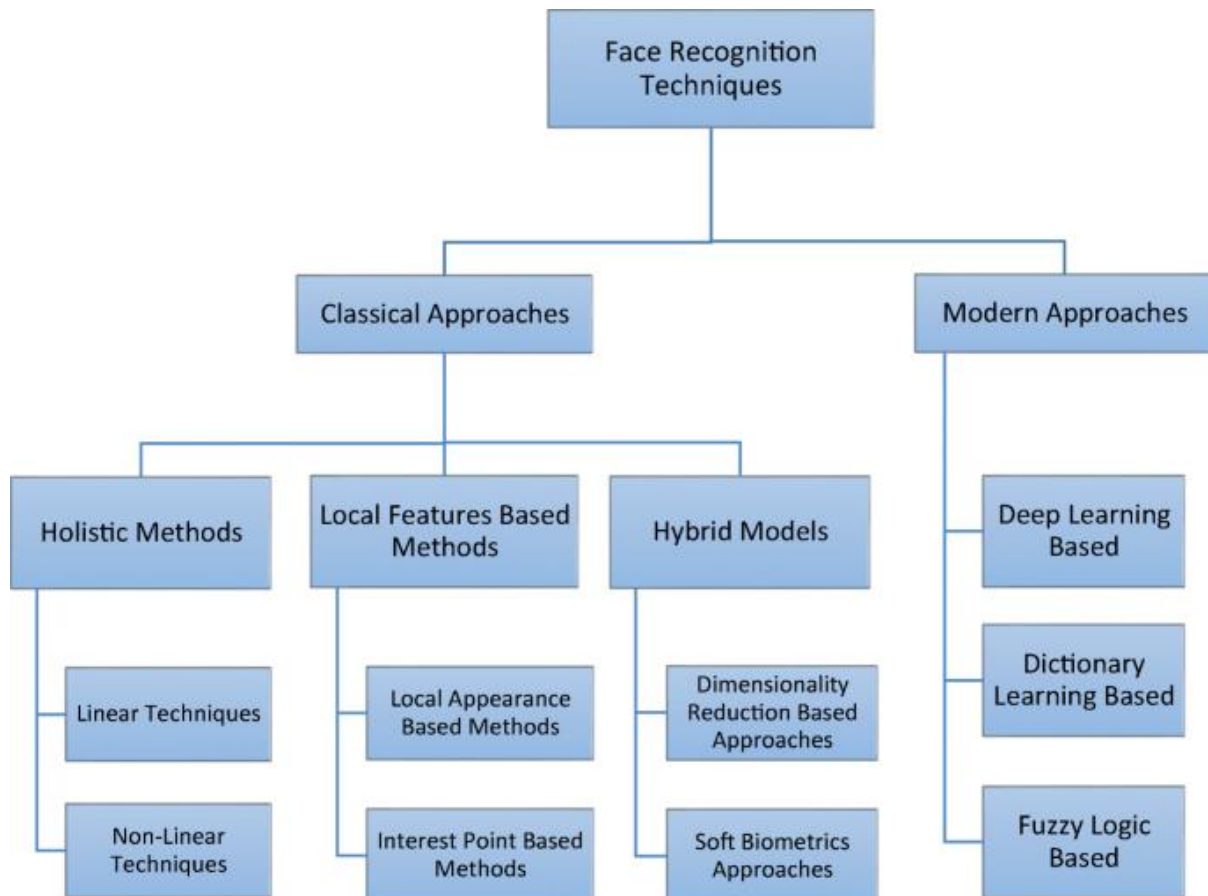 Face Recognition
Techniques
Classical Approaches
Modern Approaches
Holistic Methods
Local Features Based
Methods
Hybrid Models
Deep Learning
Based
Linear Techniques
Local Appearance
Based Methods
Dimensionality
Reduction Based
Approaches
Dictionary
Learning Based
Non-Linear
Techniques
Interest Point Based
Methods
Soft Biometrics
Approaches
Fuzzy Logic
Based